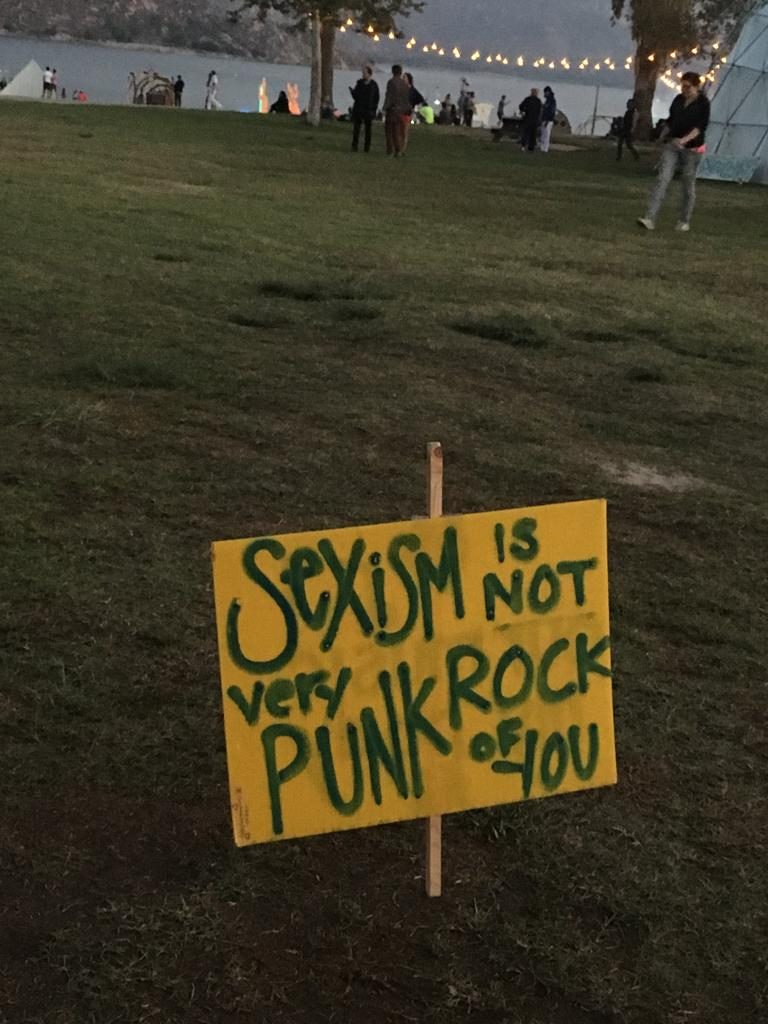 SeXiSM IS
NOT
very PUNK ROCK
OF YOU